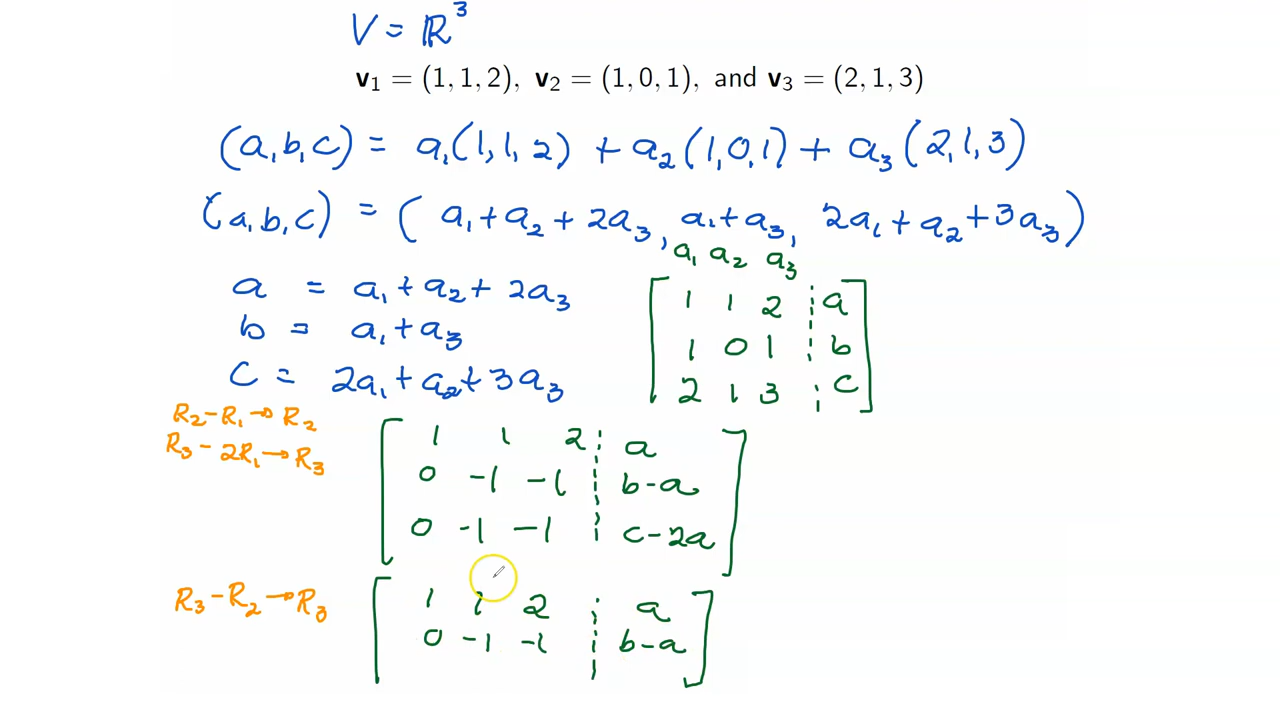 V = ℝ³
v₁ = (1, 1, 2), v₂ = (1, 0, 1), and v₃ = (2, 1, 3)
(a,b,c) = a₁(1,1,2) + a₂(1,0,1) + a₃(2,1,3)
(a,b,c) = (a₁+a₂+2a₃, a₁+a₃, 2a₁+a₂+3a₃)
a = a₁+a₂+2a₃
b = a₁+a₃
c = 2a₁+a₂+3a₃
a₁ a₂ a₃
1 1 2 a
1 0 1 b
2 1 3 c
R₂-R₁→R₂
R₃-2R₁→R₃
1 1 2 a
0 -1 -1 b-a
0 -1 -1 c-2a
R₃-R₂→R₃
1 1 2 a
0 -1 -1 b-a